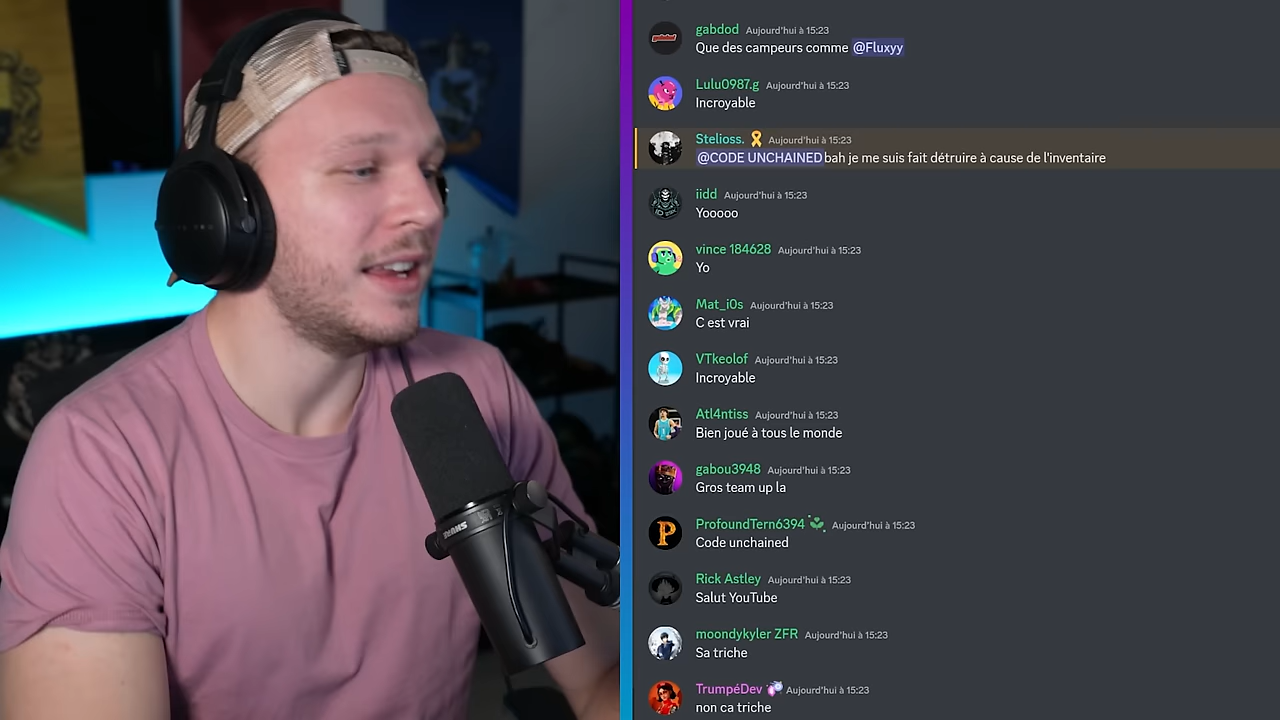 gabdod Aujourd'hui à 15:23
Que des campeurs comme @Fluxyy
Lulu0987.g Aujourd'hui à 15:23
Incroyable
Stelioss. Aujourd'hui à 15:23
@CODE UNCHAINED bah je me suis fait détruire à cause de l'inventaire
iidd Aujourd'hui à 15:23
Yooooo
vince 184628 Aujourd'hui à 15:23
Yo
Mat_i0s Aujourd'hui à 15:23
C est vrai
VTkeolof Aujourd'hui à 15:23
Incroyable
Atl4ntiss Aujourd'hui à 15:23
Bien joué à tous le monde
gabou3948 Aujourd'hui à 15:23
Gros team up la
ProfoundTern6394 Aujourd'hui à 15:23
Code unchained
Rick Astley Aujourd'hui à 15:23
Salut YouTube
moondykyler ZFR Aujourd'hui à 15:23
Sa triche
TrumpéDev Aujourd'hui à 15:23
non ca triche
SHURE
P